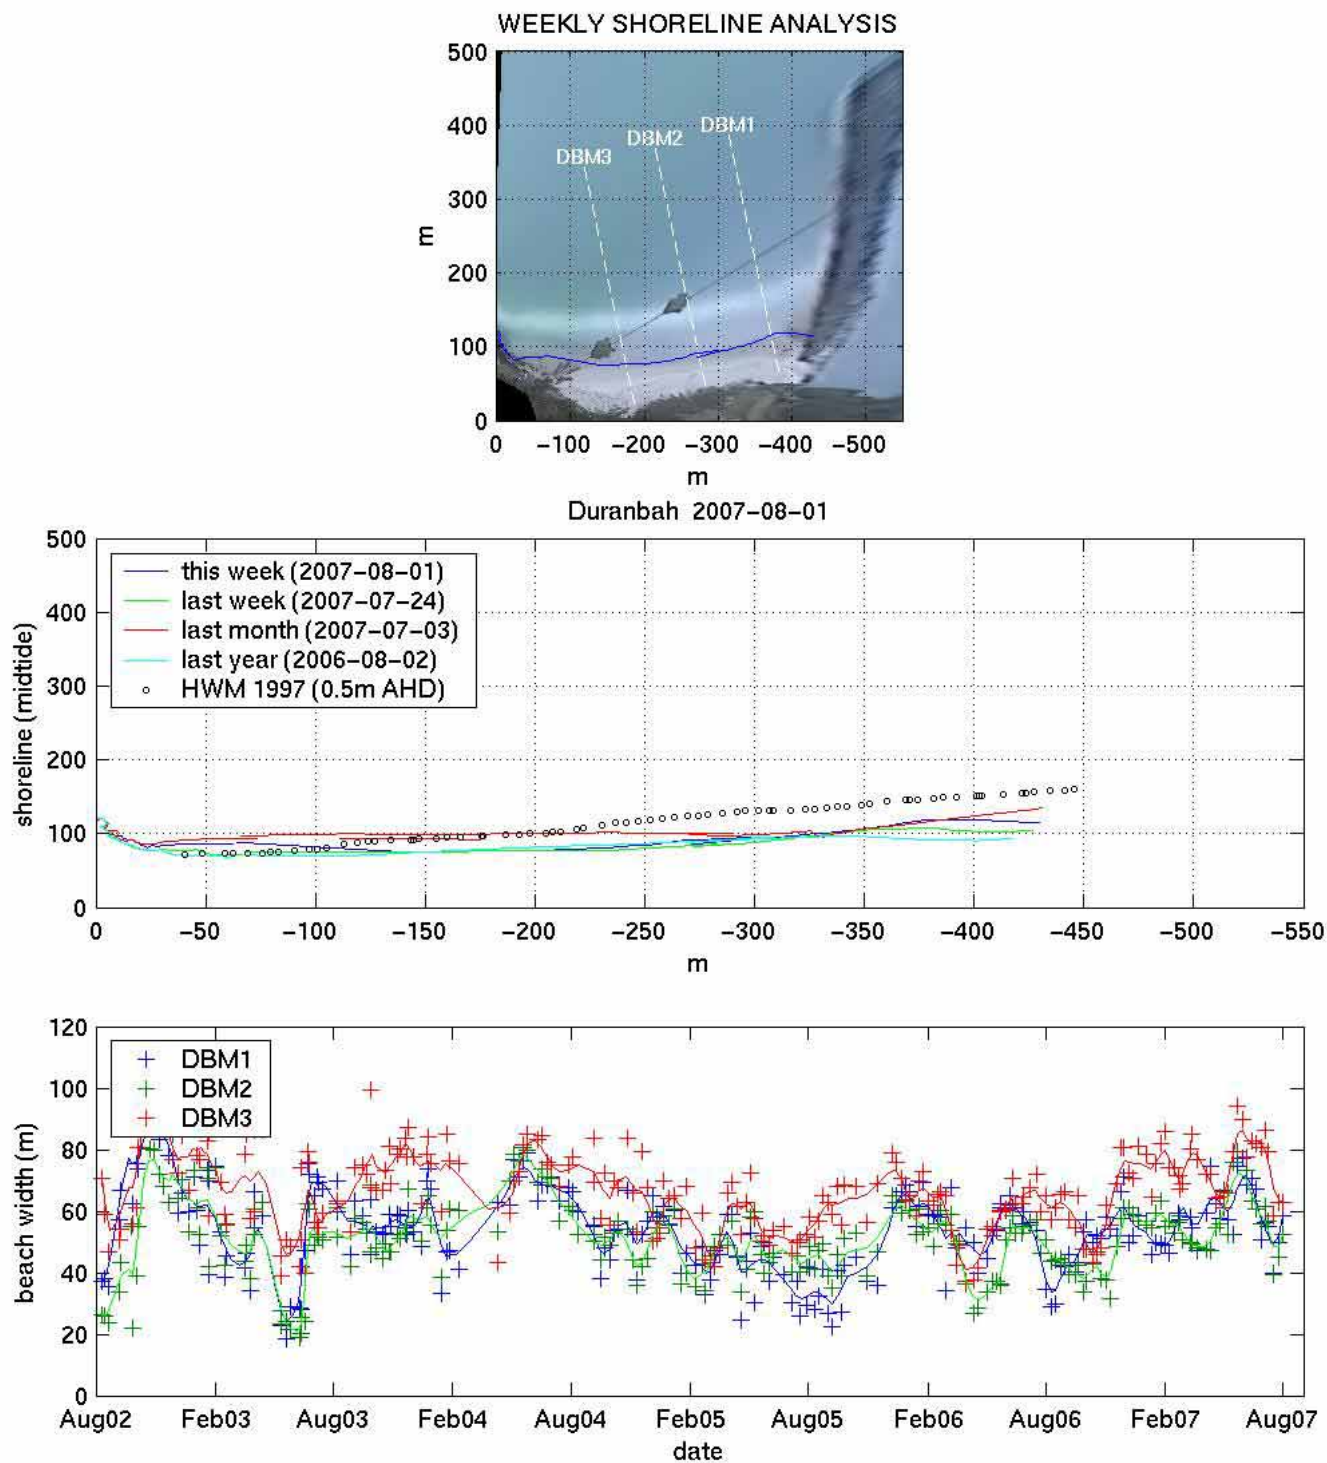 WEEKLY SHORELINE ANALYSIS
500
400
300
200
100
0
m
DBM3
DBM2
DBM1
0 −100 −200 −300 −400 −500
m
Duranbah 2007−08−01
500
400
300
200
100
0
shoreline (midtide)
this week (2007−08−01)
last week (2007−07−24)
last month (2007−07−03)
last year (2006−08−02)
HWM 1997 (0.5m AHD)
0 −50 −100 −150 −200 −250 −300 −350 −400 −450 −500 −550
m
120
100
80
60
40
20
0
beach width (m)
DBM1
DBM2
DBM3
Aug02 Feb03 Aug03 Feb04 Aug04 Feb05 Aug05 Feb06 Aug06 Feb07 Aug07
date